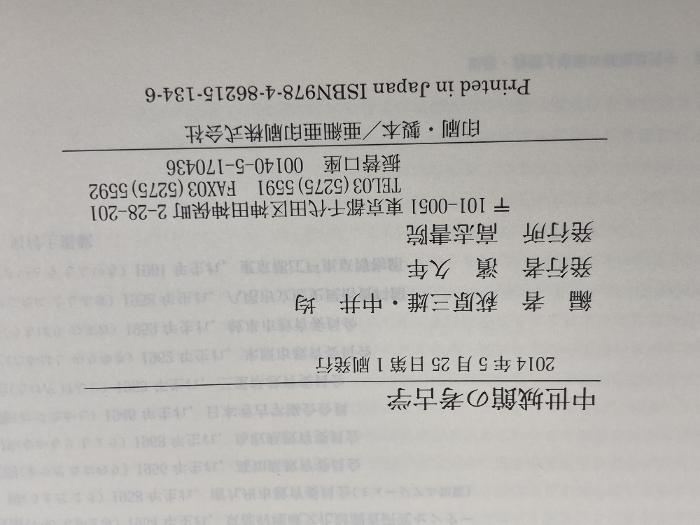 中世城館の考古学
2014年5月25日第1刷発行
編 者 萩原三雄・中井 均
発行者 濱 久年
発行所 高志書院
〒101-0051 東京都千代田区神田神保町2-28-201
TEL03(5275)5591 FAX03(5275)5592
振替口座 00140-5-170436
印刷・製本/亜細亜印刷株式会社
Printed in Japan ISBN978-4-86215-134-6